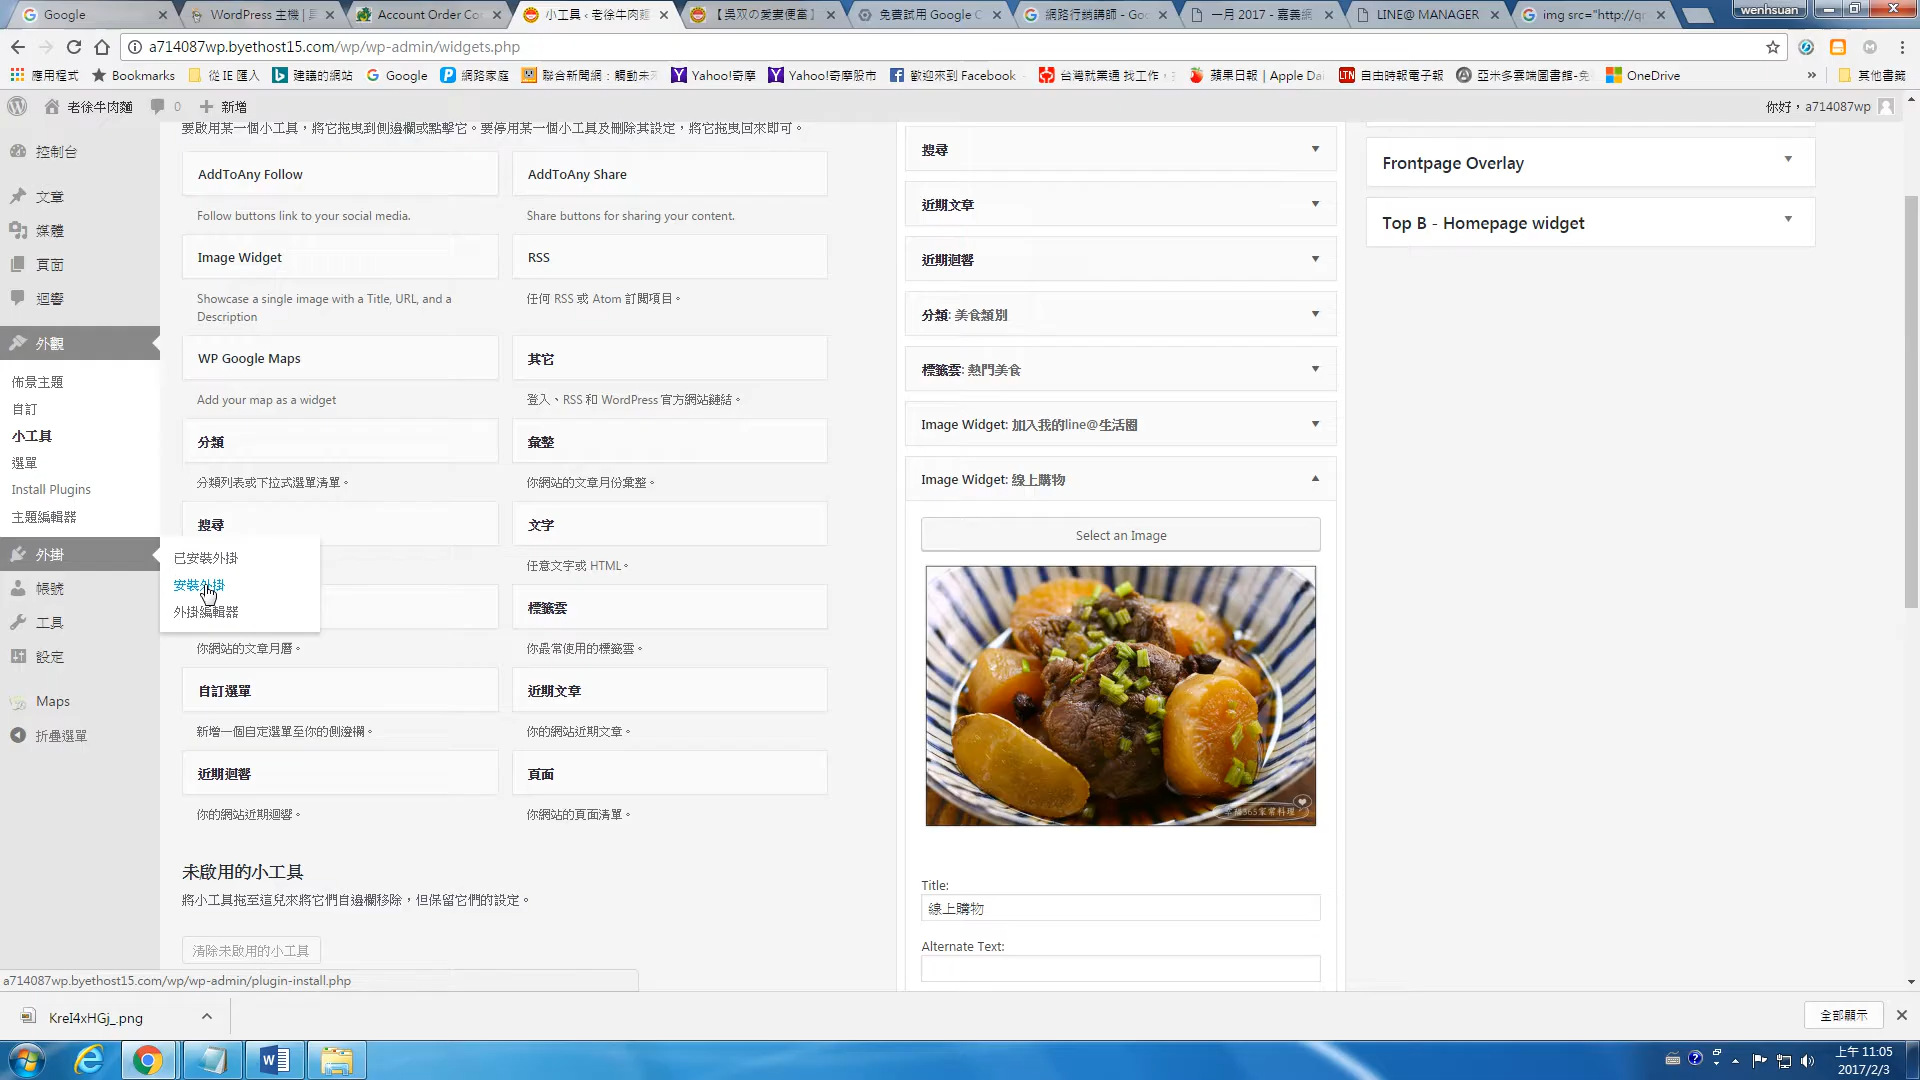 Google
WordPress 主機 |
Account Order Co
小工具 ‹ 老徐牛肉麵
【吳双の愛妻便當】
免費試用 Google C
網路行銷講師 - Goo
一月 2017 - 嘉義網
LINE@ MANAGER
img src="http://qr
wenhsuan
a714087wp.byethost15.com/wp/wp-admin/widgets.php
應用程式
Bookmarks
從 IE 匯入
建議的網站
Google
網路家庭
聯合新聞網：觸動未
Yahoo!奇摩
Yahoo!奇摩股市
歡迎來到 Facebook
台灣就業通 找工作，
蘋果日報 | Apple Dai
自由時報電子報
亞米多雲端圖書館-免
OneDrive
»
其他書籤
老徐牛肉麵
0
新增
你好，a714087wp
要啟用某一個小工具，將它拖曳到側邊欄或點擊它。要停用某一個小工具及刪除其設定，將它拖曳回來即可。
控制台
文章
媒體
頁面
迴響
外觀
佈景主題
自訂
小工具
選單
Install Plugins
主題編輯器
外掛
已安裝外掛
安裝外掛
外掛編輯器
帳號
工具
設定
Maps
折疊選單
AddToAny Follow
Follow buttons link to your social media.
AddToAny Share
Share buttons for sharing your content.
Image Widget
Showcase a single image with a Title, URL, and a
Description
RSS
任何 RSS 或 Atom 訂閱項目。
WP Google Maps
Add your map as a widget
其它
登入、RSS 和 WordPress 官方網站鏈結。
分類
分類列表或下拉式選單清單。
彙整
你網站的文章月份彙整。
搜尋
文字
任意文字或 HTML。
你網站的文章月曆。
標籤雲
你最常使用的標籤雲。
自訂選單
新增一個自定選單至你的側邊欄。
近期文章
你的網站近期文章。
近期迴響
你的網站近期迴響。
頁面
你網站的頁面清單。
未啟用的小工具
將小工具拖至這兒來將它們自邊欄移除，但保留它們的設定。
清除未啟用的小工具
搜尋
近期文章
近期迴響
分類: 美食類別
標籤雲: 熱門美食
Image Widget: 加入我的line@生活圈
Image Widget: 線上購物
Select an Image
幸福365家常料理
Title:
線上購物
Alternate Text:
Frontpage Overlay
Top B - Homepage widget
a714087wp.byethost15.com/wp/wp-admin/plugin-install.php
KreI4xHGj_.png
全部顯示
上午 11:05
2017/2/3